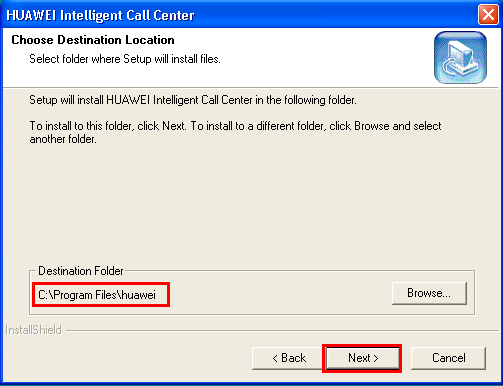 HUAWEI Intelligent Call Center
Choose Destination Location
Select folder where Setup will install files.
Setup will install HUAWEI Intelligent Call Center in the following folder.
To install to this folder, click Next. To install to a different folder, click Browse and select
another folder.
Destination Folder
C:\Program Files\huawei
Browse...
InstallShield
< Back
Next >
Cancel